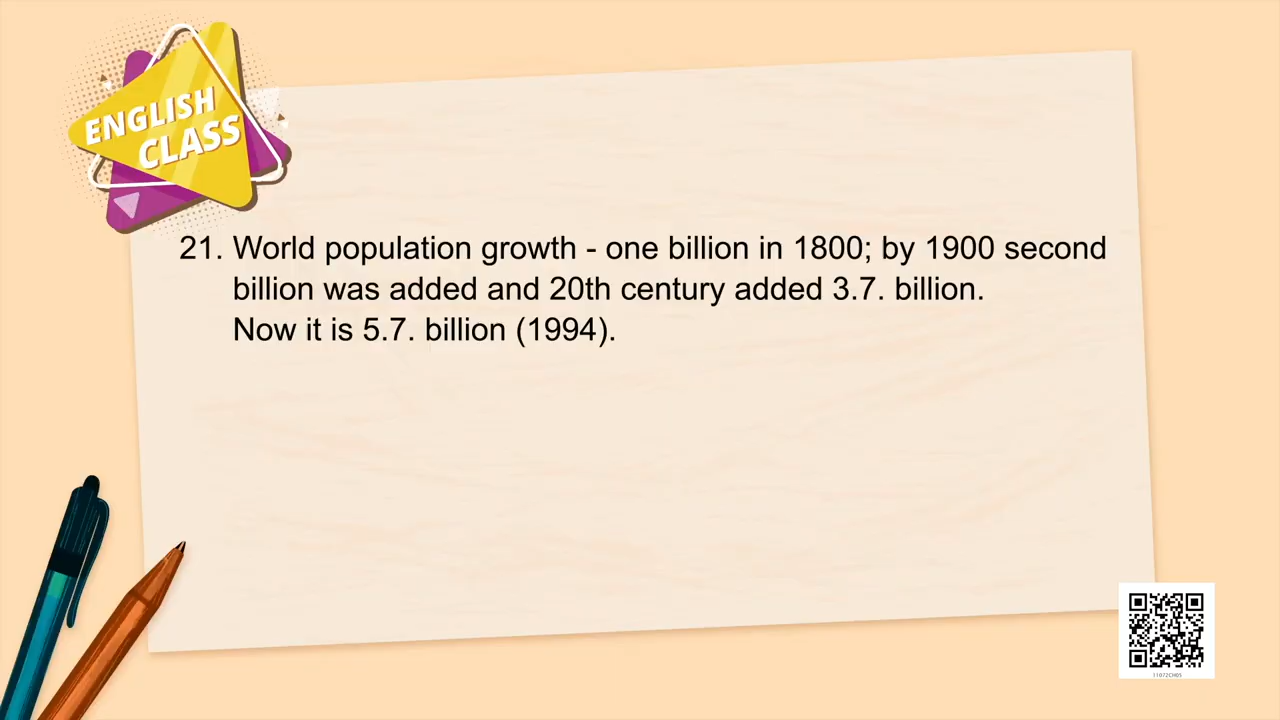 ENGLISH
CLASS
21. World population growth - one billion in 1800; by 1900 second
billion was added and 20th century added 3.7. billion.
Now it is 5.7. billion (1994).
11072CH05